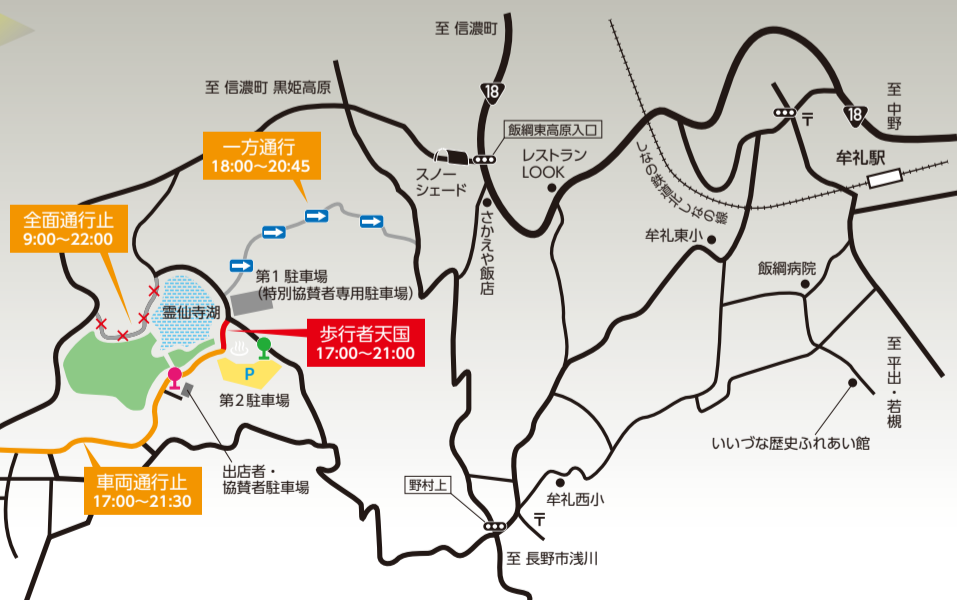 至 信濃町
18
至 信濃町 黒姫高原
飯綱東高原入口
〒
18
至 中野
一方通行
18:00〜20:45
スノー
シェード
レストラン
LOOK
しなの鉄道北しなの線
牟礼駅
さかえや飯店
牟礼東小
全面通行止
9:00〜22:00
飯綱病院
第1 駐車場
(特別協賛者専用駐車場)
霊仙寺湖
歩行者天国
17:00〜21:00
P
第2駐車場
至 平出・若槻
いいづな歴史ふれあい館
出店者・
協賛者駐車場
車両通行止
17:00〜21:30
野村上
牟礼西小
〒
至 長野市浅川